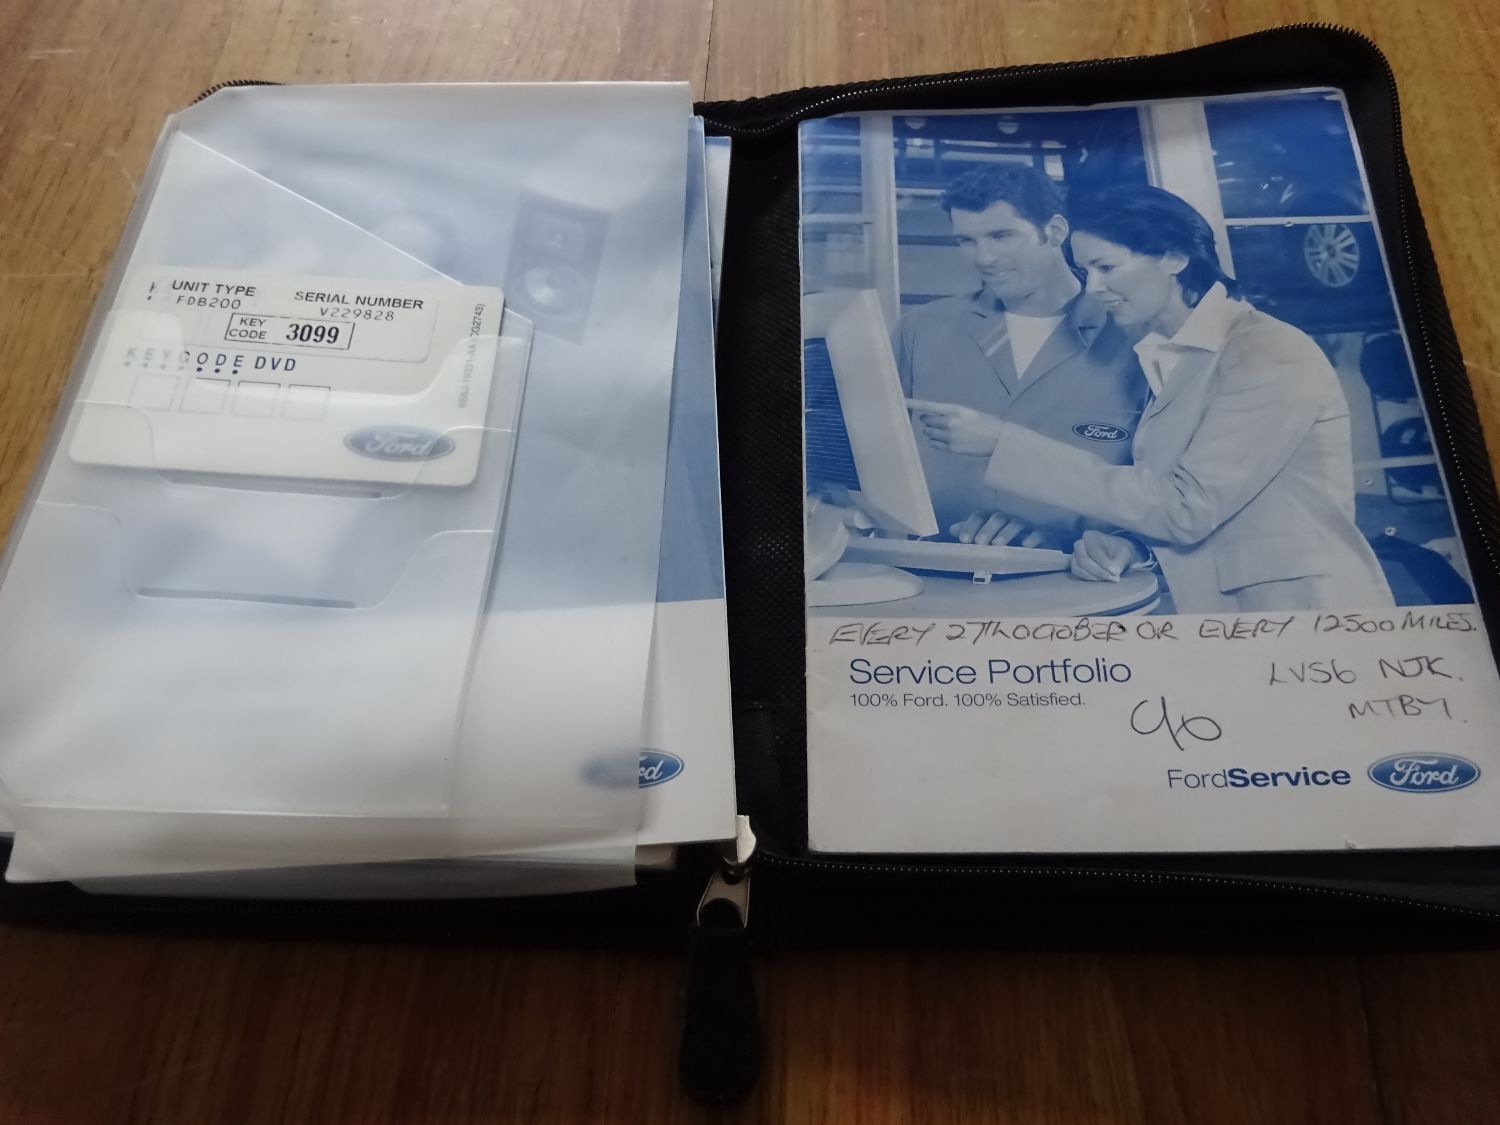 UNIT TYPE SERIAL NUMBER
FDB200 V229828
KEY CODE 3099
KEYCODE DVD
Ford
Ford
EVERY 27TH OCTOBER OR EVERY 12500 MILES.
Service Portfolio
100% Ford. 100% Satisfied.
LV56 NJK.
MTBY.
FordService Ford